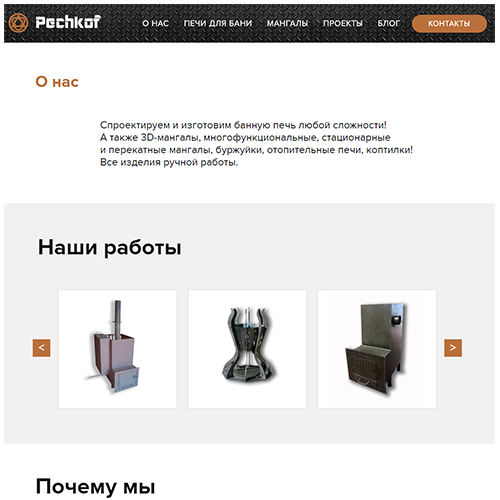 Pechkof О НАС ПЕЧИ ДЛЯ БАНИ МАНГАЛЫ ПРОЕКТЫ БЛОГ КОНТАКТЫ
О нас
Спроектируем и изготовим банную печь любой сложности!
А также 3D-мангалы, многофункциональные, стационарные
и перекатные мангалы, буржуйки, отопительные печи, коптилки!
Все изделия ручной работы.
Наши работы
< >
Почему мы